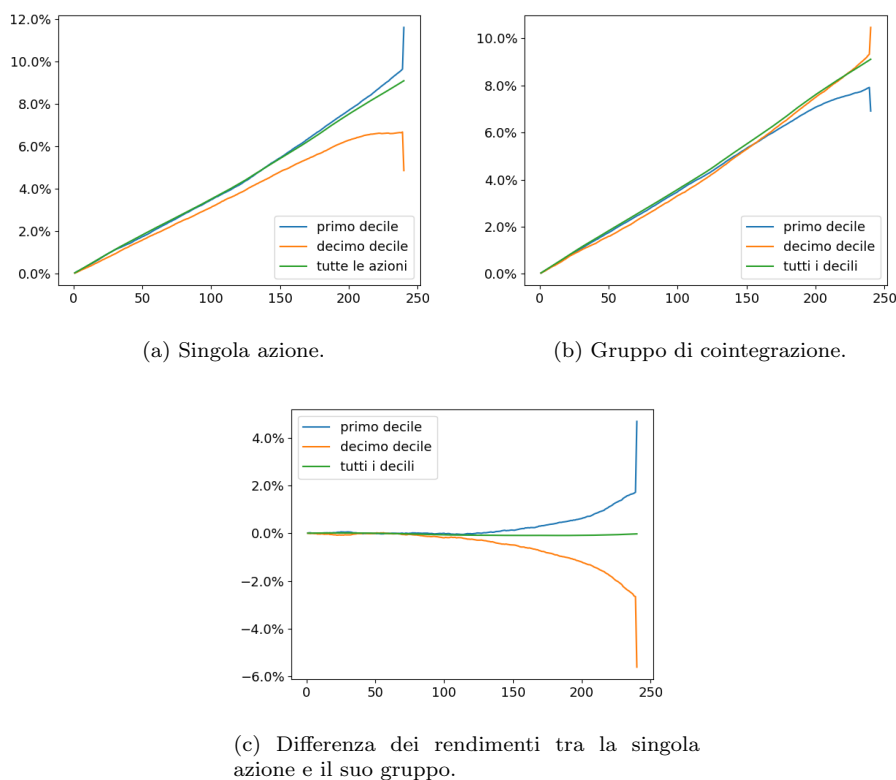 12.0%
10.0%
8.0%
6.0%
4.0%
2.0%
0.0%
primo decile
decimo decile
tutte le azioni
0 50 100 150 200 250
(a) Singola azione.
10.0%
8.0%
6.0%
4.0%
2.0%
0.0%
primo decile
decimo decile
tutti i decili
0 50 100 150 200 250
(b) Gruppo di cointegrazione.
4.0%
2.0%
0.0%
−2.0%
−4.0%
−6.0%
primo decile
decimo decile
tutti i decili
0 50 100 150 200 250
(c) Differenza dei rendimenti tra la singola
azione e il suo gruppo.